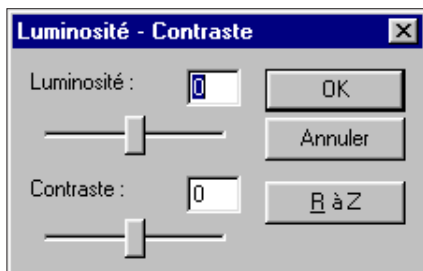 Luminosité - Contraste
Luminosité : 0 OK
Annuler
Contraste : 0 R à Z